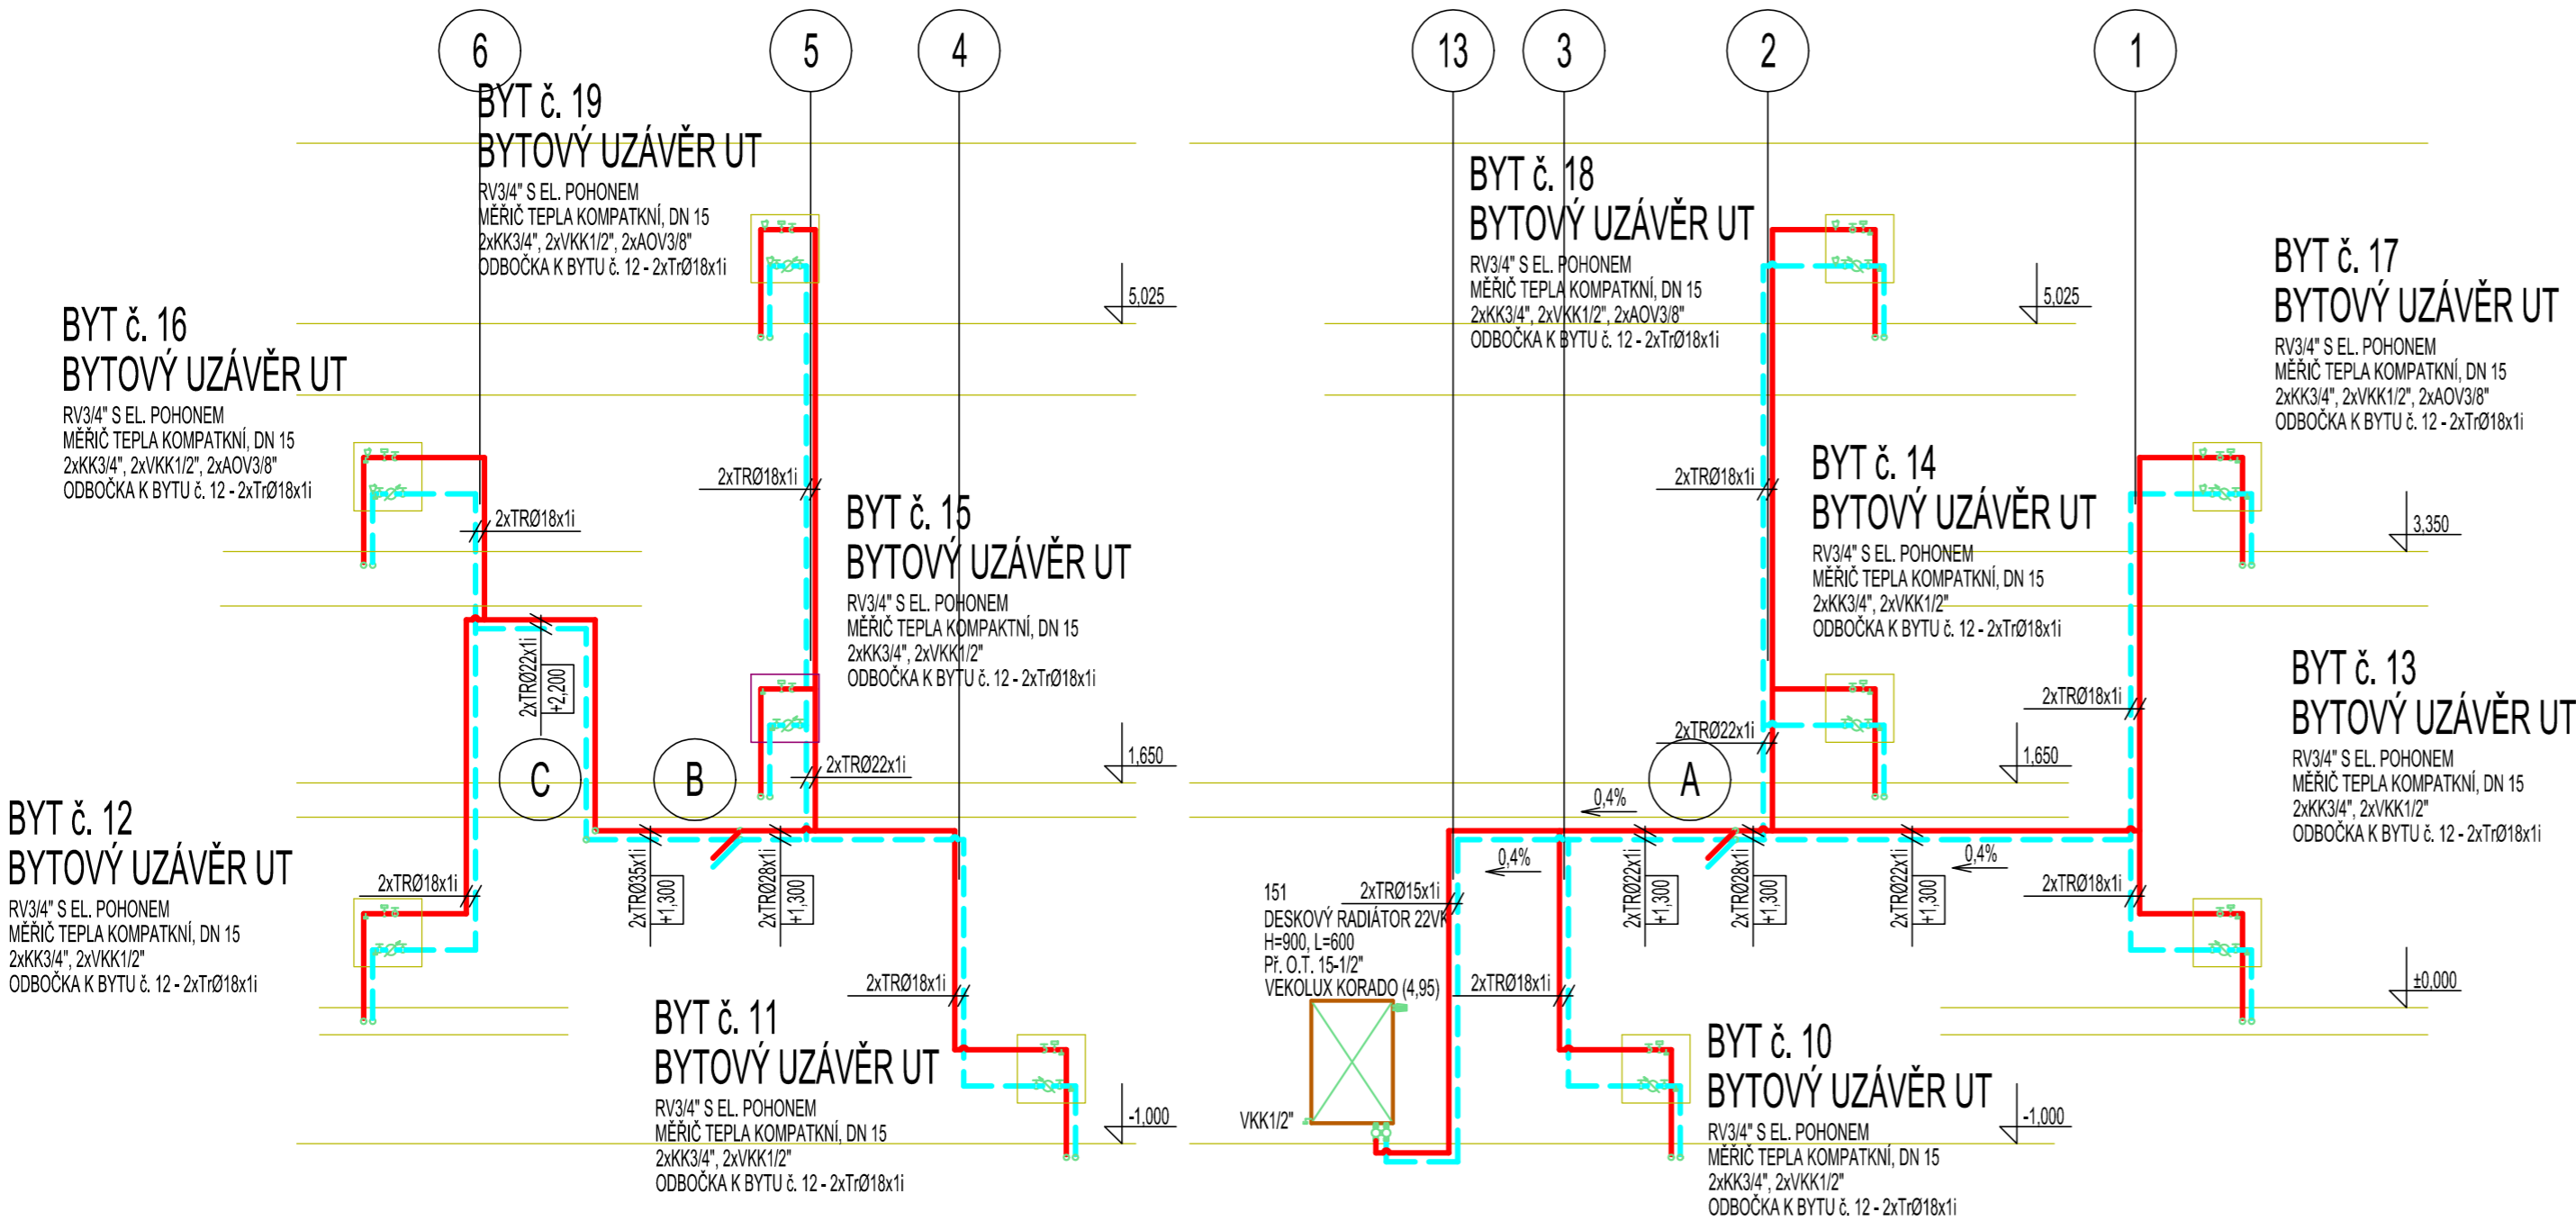 6
5
4
13
3
2
1
BYT č. 19
BYTOVÝ UZÁVĚR UT
RV3/4" S EL. POHONEM
MĚŘIČ TEPLA KOMPATKNÍ, DN 15
2xKK3/4", 2xVKK1/2", 2xAOV3/8"
ODBOČKA K BYTU č. 12 - 2xTrØ18x1i
BYT č. 18
BYTOVÝ UZÁVĚR UT
RV3/4" S EL. POHONEM
MĚŘIČ TEPLA KOMPATKNÍ, DN 15
2xKK3/4", 2xVKK1/2", 2xAOV3/8"
ODBOČKA K BYTU č. 12 - 2xTrØ18x1i
BYT č. 17
BYTOVÝ UZÁVĚR UT
RV3/4" S EL. POHONEM
MĚŘIČ TEPLA KOMPATKNÍ, DN 15
2xKK3/4", 2xVKK1/2", 2xAOV3/8"
ODBOČKA K BYTU č. 12 - 2xTrØ18x1i
5,025
5,025
BYT č. 16
BYTOVÝ UZÁVĚR UT
RV3/4" S EL. POHONEM
MĚŘIČ TEPLA KOMPATKNÍ, DN 15
2xKK3/4", 2xVKK1/2", 2xAOV3/8"
ODBOČKA K BYTU č. 12 - 2xTrØ18x1i
2xTRØ18x1i
2xTRØ18x1i
2xTRØ18x1i
BYT č. 15
BYTOVÝ UZÁVĚR UT
RV3/4" S EL. POHONEM
MĚŘIČ TEPLA KOMPAKTNÍ, DN 15
2xKK3/4", 2xVKK1/2"
ODBOČKA K BYTU č. 12 - 2xTrØ18x1i
BYT č. 14
BYTOVÝ UZÁVĚR UT
RV3/4" S EL. POHONEM
MĚŘIČ TEPLA KOMPATKNÍ, DN 15
2xKK3/4", 2xVKK1/2"
ODBOČKA K BYTU č. 12 - 2xTrØ18x1i
3,350
2xTRØ22x1i
+2,200
BYT č. 13
BYTOVÝ UZÁVĚR UT
RV3/4" S EL. POHONEM
MĚŘIČ TEPLA KOMPATKNÍ, DN 15
2xKK3/4", 2xVKK1/2"
ODBOČKA K BYTU č. 12 - 2xTrØ18x1i
2xTRØ18x1i
2xTRØ22x1i
2xTRØ22x1i
1,650
1,650
C
B
A
0,4%
0,4%
0,4%
BYT č. 12
BYTOVÝ UZÁVĚR UT
RV3/4" S EL. POHONEM
MĚŘIČ TEPLA KOMPATKNÍ, DN 15
2xKK3/4", 2xVKK1/2"
ODBOČKA K BYTU č. 12 - 2xTrØ18x1i
2xTRØ18x1i
2xTRØ35x1i
+1,300
2xTRØ28x1i
+1,300
2xTRØ22x1i
+1,300
2xTRØ28x1i
+1,300
2xTRØ22x1i
+1,300
2xTRØ18x1i
151
2xTRØ15x1i
DESKOVÝ RADIÁTOR 22VK
H=900, L=600
Př. O.T. 15-1/2"
VEKOLUX KORADO (4,95)
2xTRØ18x1i
2xTRØ18x1i
±0,000
BYT č. 11
BYTOVÝ UZÁVĚR UT
RV3/4" S EL. POHONEM
MĚŘIČ TEPLA KOMPATKNÍ, DN 15
2xKK3/4", 2xVKK1/2"
ODBOČKA K BYTU č. 12 - 2xTrØ18x1i
-1,000
VKK1/2"
BYT č. 10
BYTOVÝ UZÁVĚR UT
RV3/4" S EL. POHONEM
MĚŘIČ TEPLA KOMPATKNÍ, DN 15
2xKK3/4", 2xVKK1/2"
ODBOČKA K BYTU č. 12 - 2xTrØ18x1i
-1,000